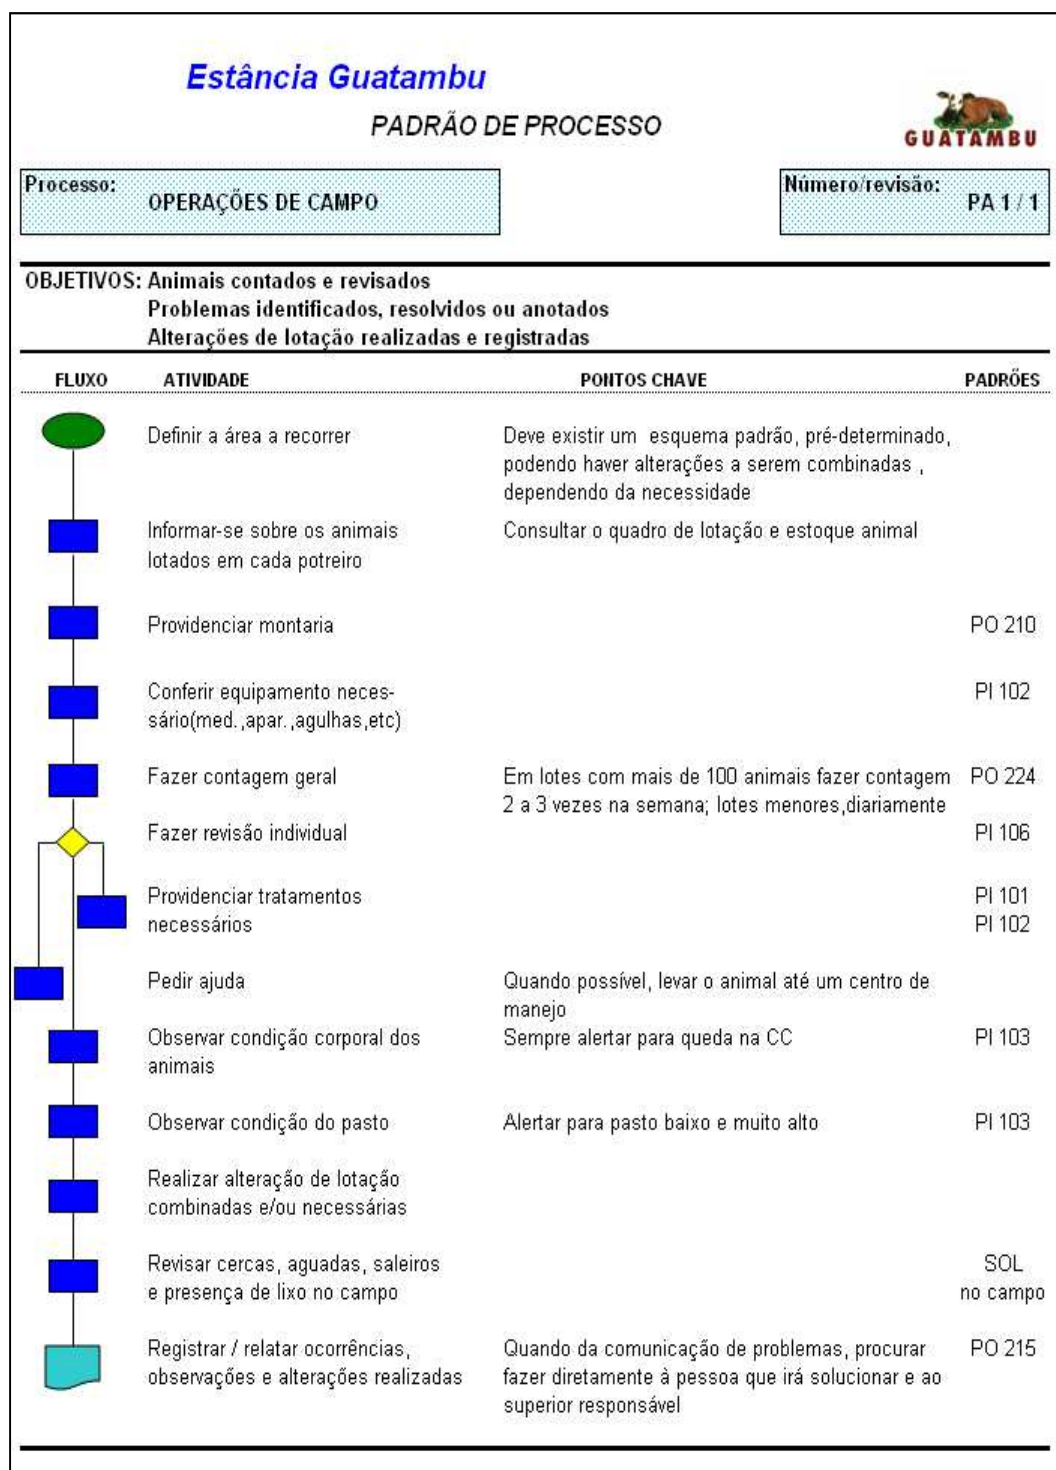 Estância Guatambu
PADRÃO DE PROCESSO
GUATAMBU
Processo:
OPERAÇÕES DE CAMPO
Número/revisão:
PA 1 / 1
OBJETIVOS: Animais contados e revisados
Problemas identificados, resolvidos ou anotados
Alterações de lotação realizadas e registradas
FLUXO ATIVIDADE PONTOS CHAVE PADRÕES
Definir a área a recorrer
Deve existir um esquema padrão, pré-determinado,
podendo haver alterações a serem combinadas ,
dependendo da necessidade
Informar-se sobre os animais
lotados em cada potreiro
Consultar o quadro de lotação e estoque animal
Providenciar montaria
PO 210
Conferir equipamento neces-
sário(med.,apar.,agulhas,etc)
PI 102
Fazer contagem geral
Em lotes com mais de 100 animais fazer contagem
2 a 3 vezes na semana; lotes menores,diariamente
PO 224
Fazer revisão individual
PI 106
Providenciar tratamentos
necessários
PI 101
PI 102
Pedir ajuda
Quando possível, levar o animal até um centro de
manejo
Observar condição corporal dos
animais
Sempre alertar para queda na CC
PI 103
Observar condição do pasto
Alertar para pasto baixo e muito alto
PI 103
Realizar alteração de lotação
combinadas e/ou necessárias
Revisar cercas, aguadas, saleiros
e presença de lixo no campo
SOL
no campo
Registrar / relatar ocorrências,
observações e alterações realizadas
Quando da comunicação de problemas, procurar
fazer diretamente à pessoa que irá solucionar e ao
superior responsável
PO 215